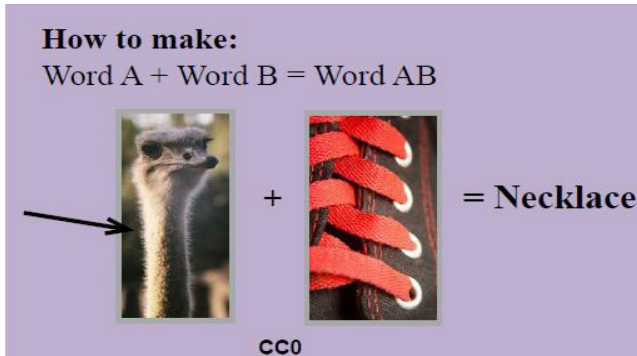 How to make:
Word A + Word B = Word AB
+ = Necklace
CC0